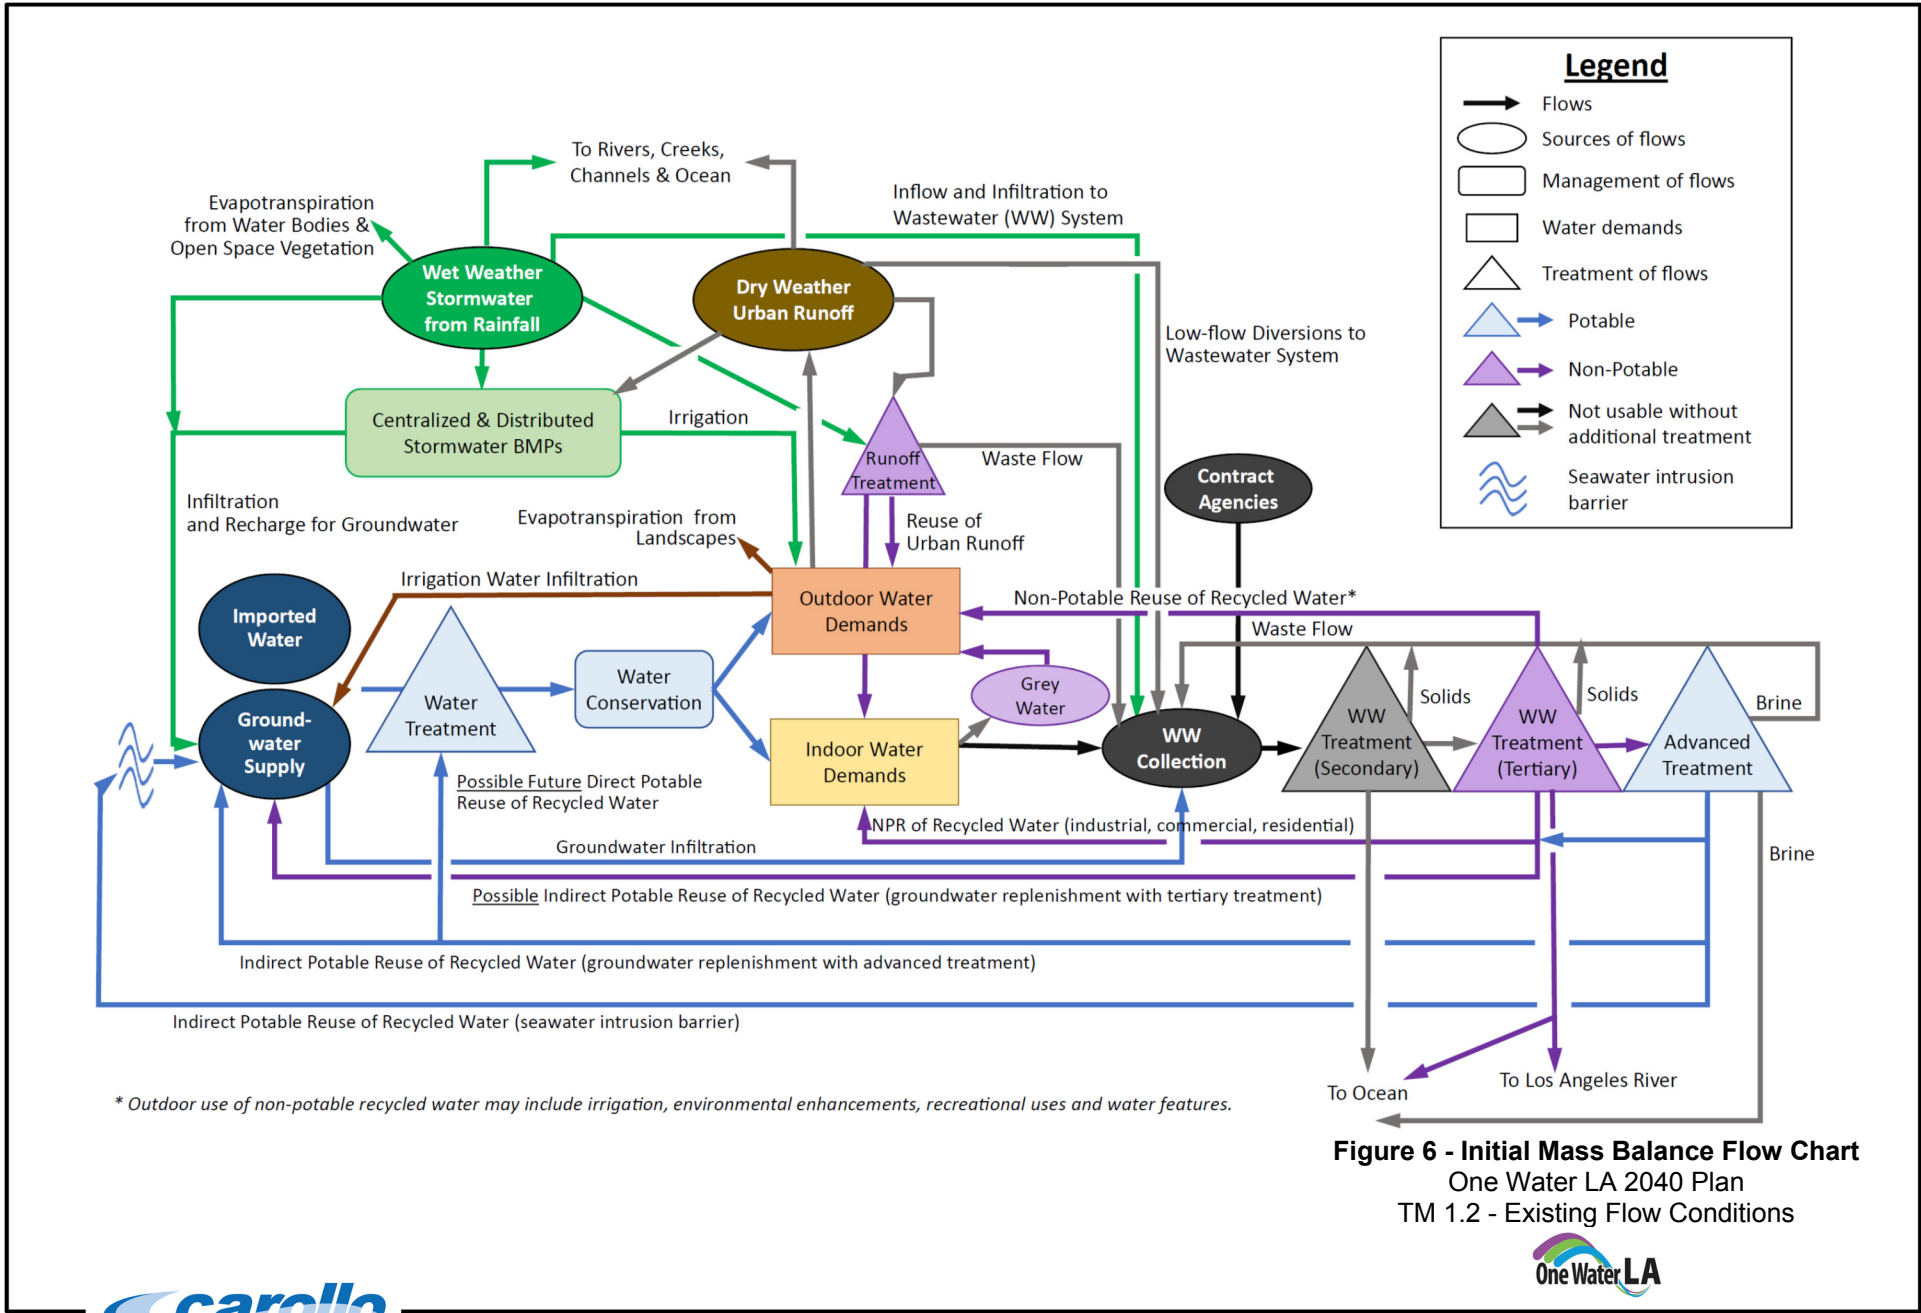 Legend
Flows
Sources of flows
Management of flows
Water demands
Treatment of flows
Potable
Non-Potable
Not usable without
additional treatment
Seawater intrusion
barrier
To Rivers, Creeks,
Channels & Ocean
Evapotranspiration
from Water Bodies &
Open Space Vegetation
Inflow and Infiltration to
Wastewater (WW) System
Wet Weather
Stormwater
from Rainfall
Dry Weather
Urban Runoff
Low-flow Diversions to
Wastewater System
Centralized & Distributed
Stormwater BMPs
Irrigation
Runoff
Treatment
Waste Flow
Contract
Agencies
Infiltration
and Recharge for Groundwater
Evapotranspiration from
Landscapes
Reuse of
Urban Runoff
Irrigation Water Infiltration
Imported
Water
Outdoor Water
Demands
Non-Potable Reuse of Recycled Water*
Waste Flow
Water
Treatment
Water
Conservation
Grey
Water
Solids
Solids
Brine
Ground-
water
Supply
Indoor Water
Demands
WW
Collection
WW
Treatment
(Secondary)
WW
Treatment
(Tertiary)
Advanced
Treatment
Possible Future Direct Potable
Reuse of Recycled Water
NPR of Recycled Water (industrial, commercial, residential)
Groundwater Infiltration
Brine
Possible Indirect Potable Reuse of Recycled Water (groundwater replenishment with tertiary treatment)
Indirect Potable Reuse of Recycled Water (groundwater replenishment with advanced treatment)
Indirect Potable Reuse of Recycled Water (seawater intrusion barrier)
To Ocean
To Los Angeles River
* Outdoor use of non-potable recycled water may include irrigation, environmental enhancements, recreational uses and water features.
Figure 6 - Initial Mass Balance Flow Chart
One Water LA 2040 Plan
TM 1.2 - Existing Flow Conditions
One Water LA
carollo